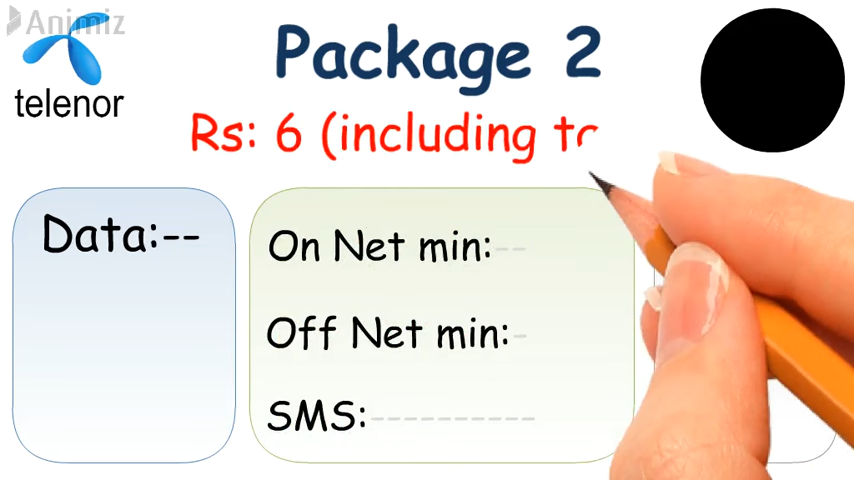 Animiz
telenor
Package 2
Rs: 6 (including
Data:--
On Net min:--
Off Net min:-
SMS:----------